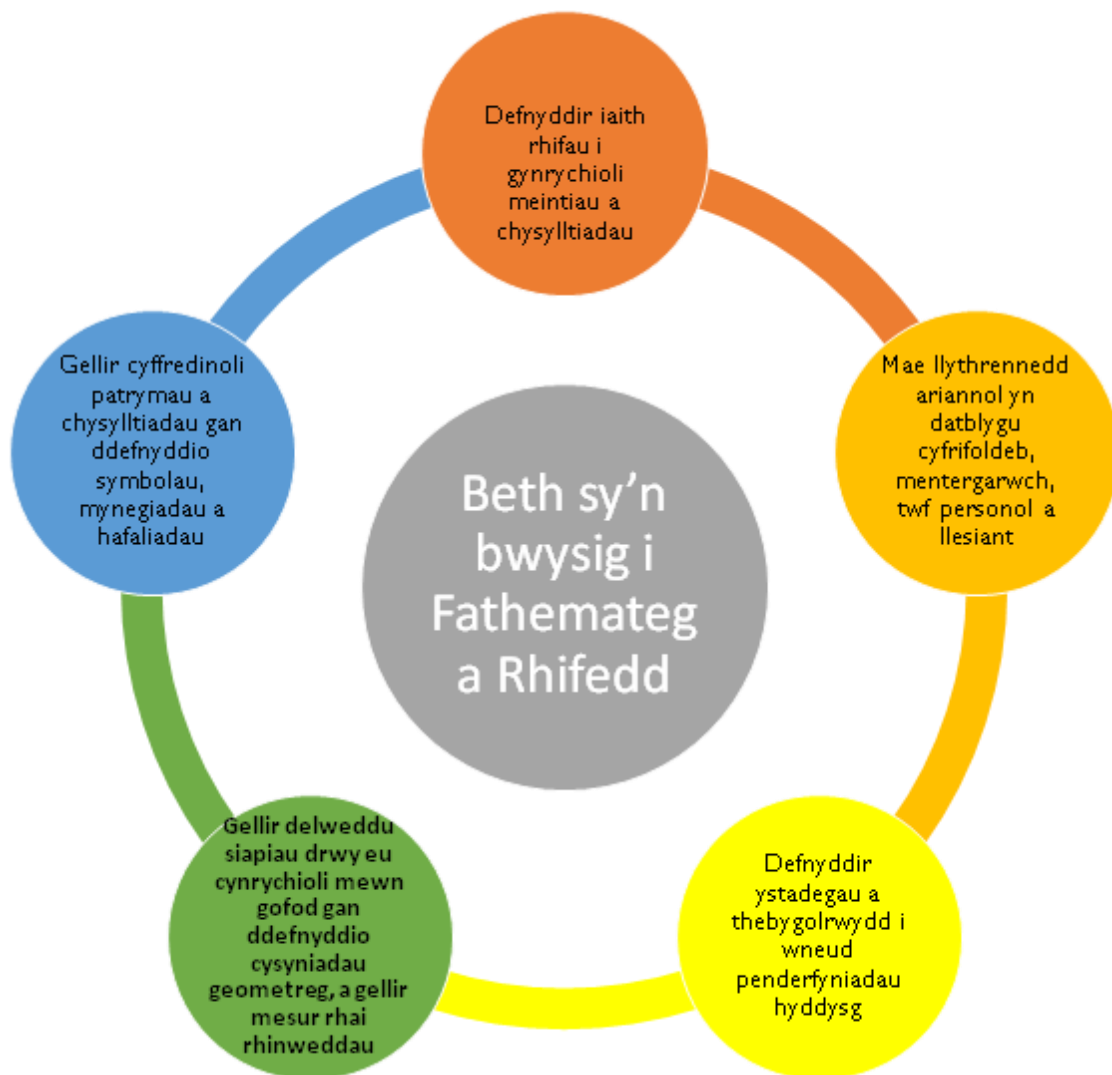 Defnyddir iaith
rhifau i
gynrychioli
meintiau a
chysylltiadau
Mae llythrennedd
ariannol yn
datblygu
cyfrifoldeb,
mentergarwch,
twf personol a
llesiant
Defnyddir
ystadegau a
thebygolrwydd i
wneud
penderfyniadau
hyddysg
Gellir delweddu
siapiau drwy eu
cynrychioli mewn
gofod gan
ddefnyddio
cysyniadau
geometreg, a gellir
mesur rhai
rhinweddau
Gellir cyffredinoli
patrymau a
chysylltiadau gan
ddefnyddio
symbolau,
mynegiadau a
hafaliadau
Beth sy’n
bwysig i
Fathemateg
a Rhifedd